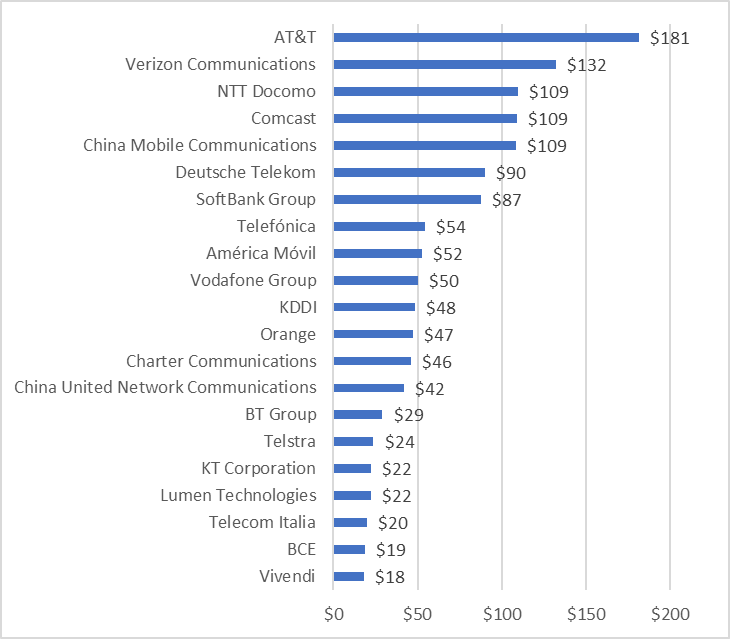 AT&T $181
Verizon Communications $132
NTT Docomo $109
Comcast $109
China Mobile Communications $109
Deutsche Telekom $90
SoftBank Group $87
Telefónica $54
América Móvil $52
Vodafone Group $50
KDDI $48
Orange $47
Charter Communications $46
China United Network Communications $42
BT Group $29
Telstra $24
KT Corporation $22
Lumen Technologies $22
Telecom Italia $20
BCE $19
Vivendi $18
$0 $50 $100 $150 $200